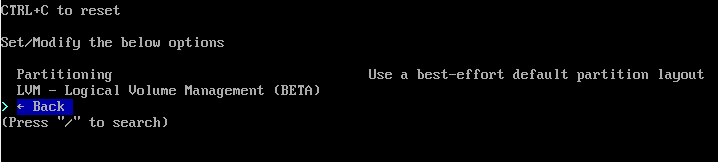 CTRL+C to reset
Set/Modify the below options
Partitioning Use a best-effort default partition layout
LVM - Logical Volume Management (BETA)
> ← Back
(Press "/" to search)